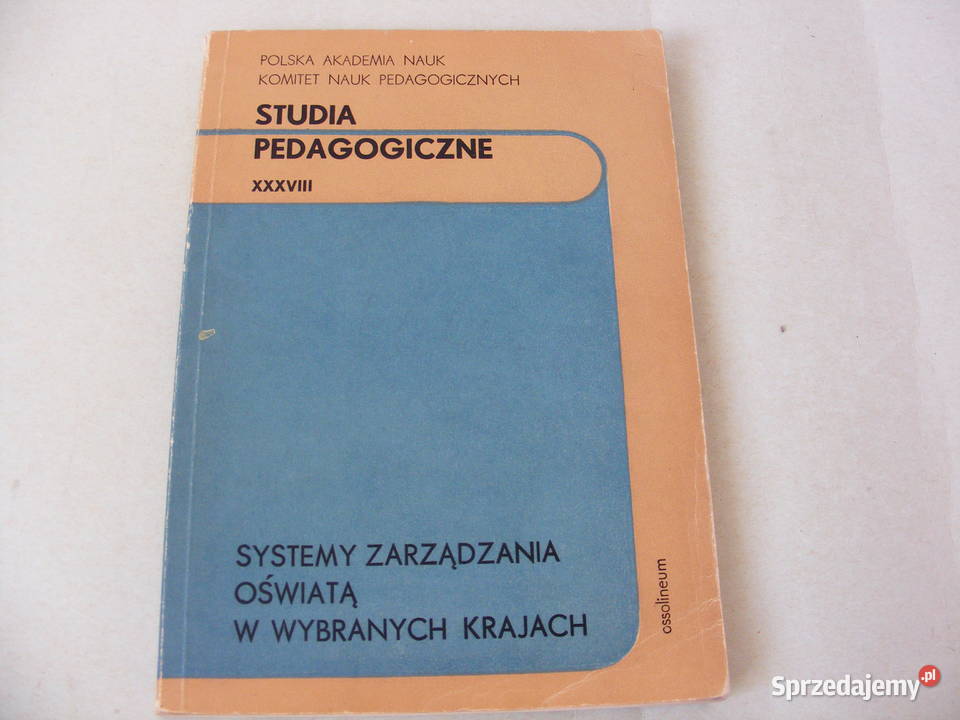 POLSKA AKADEMIA NAUK
KOMITET NAUK PEDAGOGICZNYCH
STUDIA
PEDAGOGICZNE
XXXVIII
SYSTEMY ZARZĄDZANIA
OŚWIATĄ
W WYBRANYCH KRAJACH
ossolineum
Sprzedajemy.pl